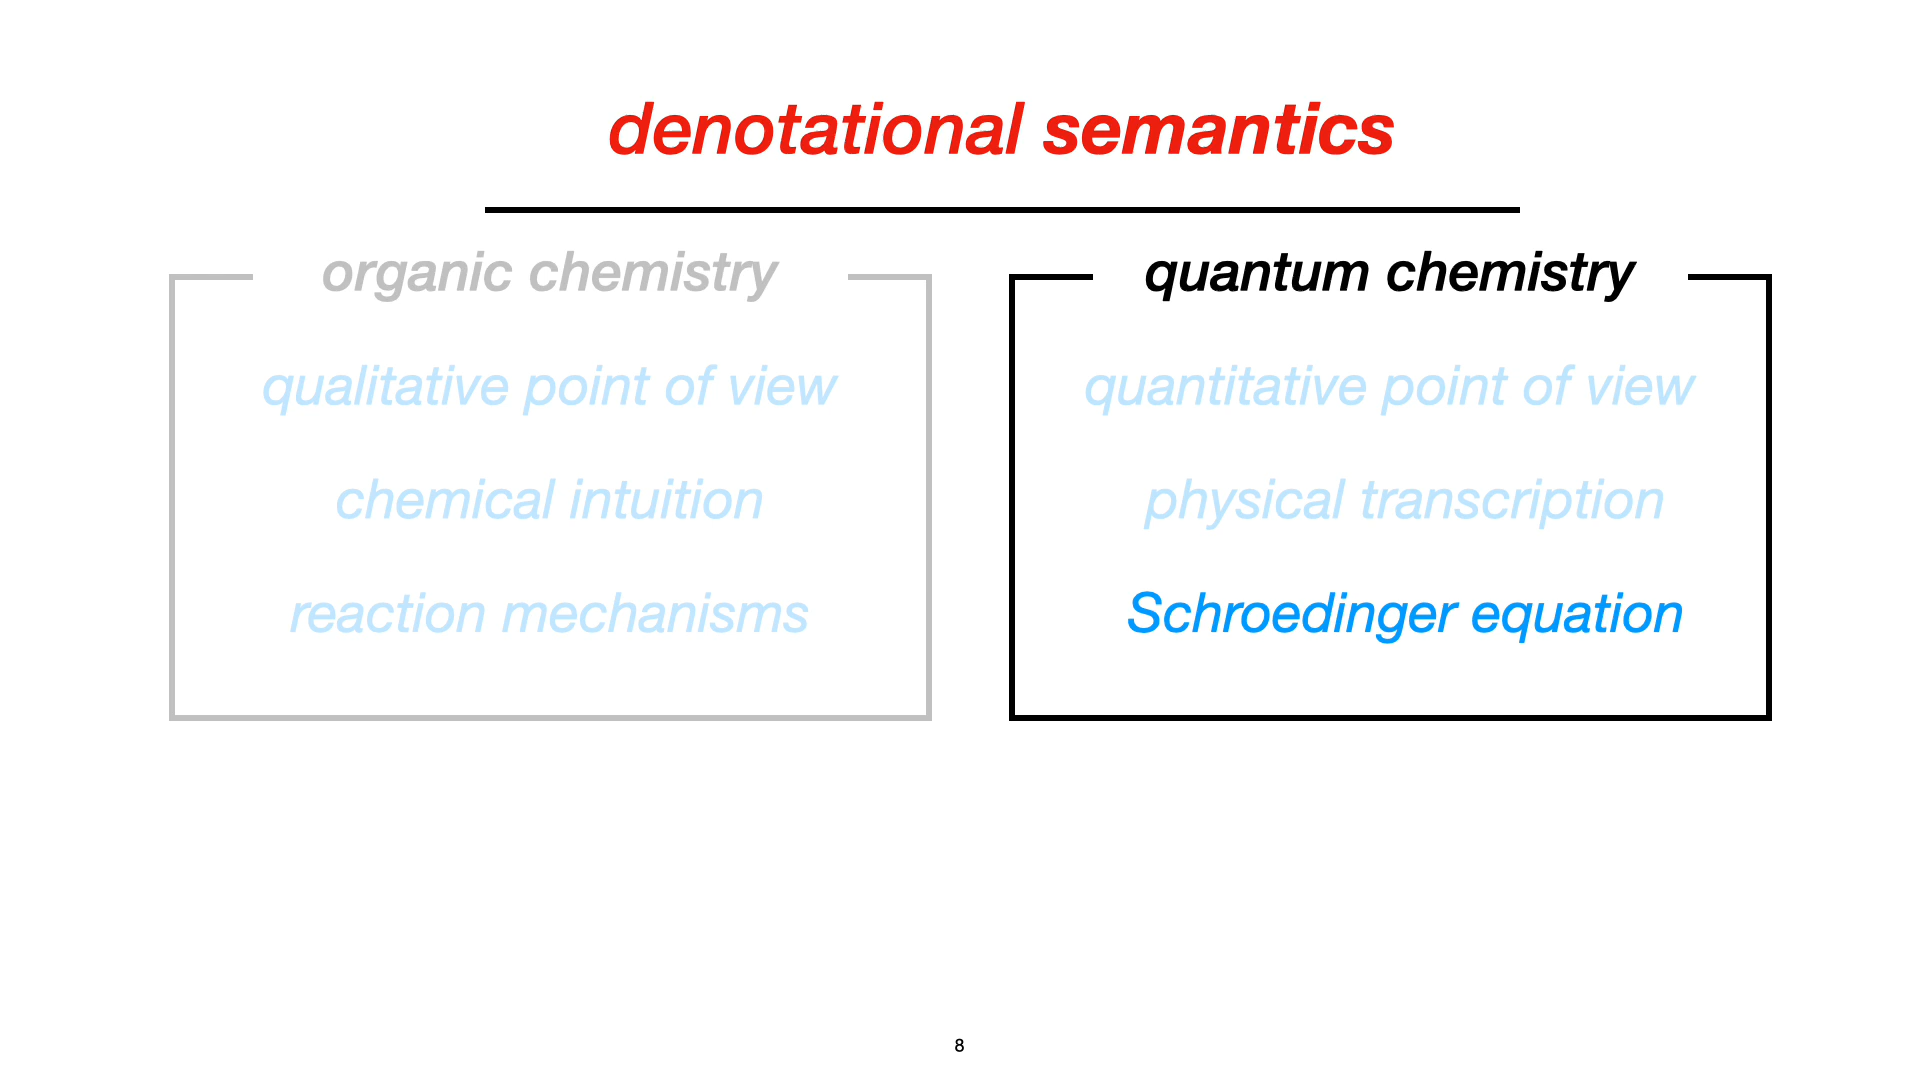 denotational semantics
organic chemistry
qualitative point of view
chemical intuition
reaction mechanisms
quantum chemistry
quantitative point of view
physical transcription
Schroedinger equation
8